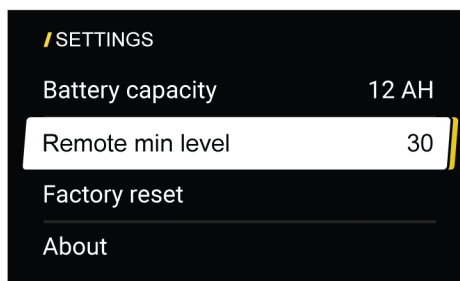 SETTINGS
Battery capacity 12 AH
Remote min level 30
Factory reset
About